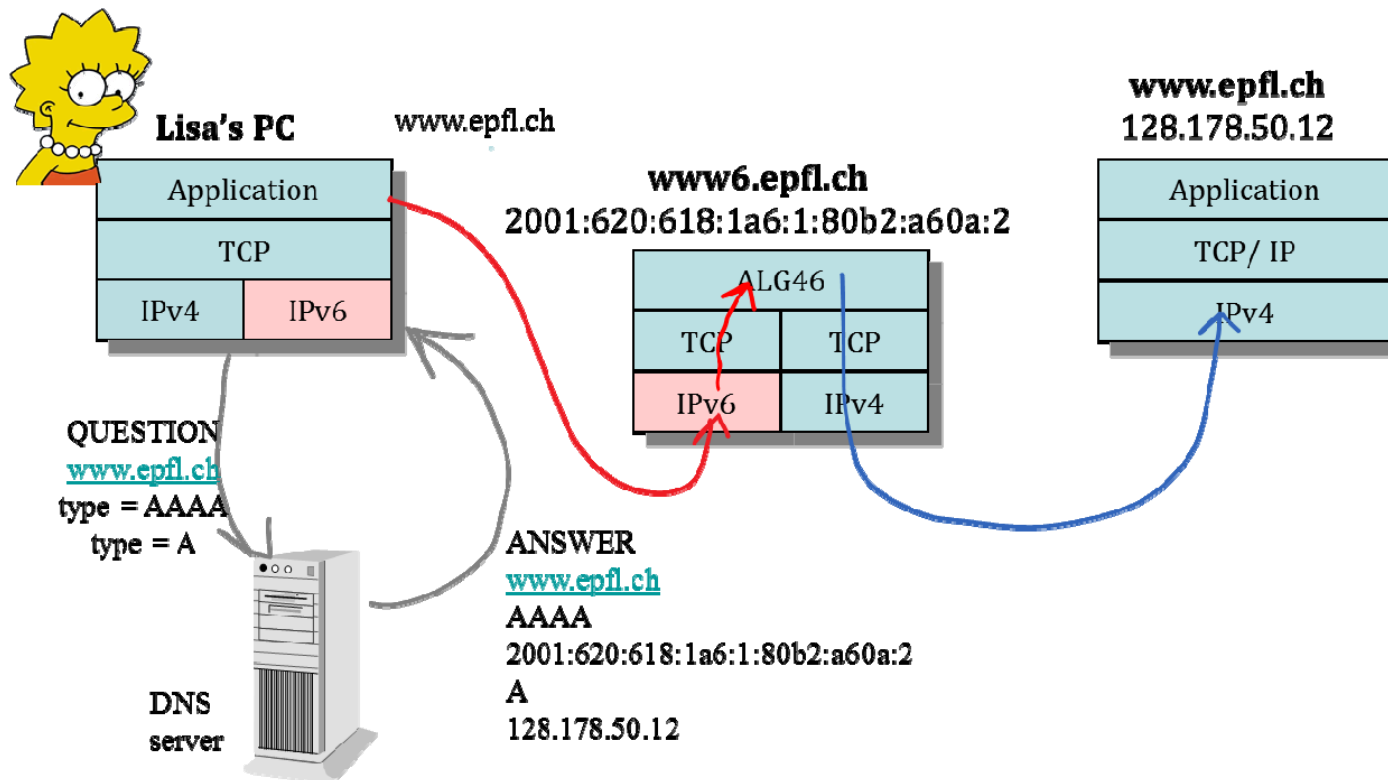 Lisa's PC
www.epfl.ch
Application
TCP
IPv4
IPv6
www6.epfl.ch
2001:620:618:1a6:1:80b2:a60a:2
ALG46
TCP
TCP
IPv6
IPv4
www.epfl.ch
128.178.50.12
Application
TCP/ IP
IPv4
QUESTION
www.epfl.ch
type = AAAA
type = A
DNS
server
ANSWER
www.epfl.ch
AAAA
2001:620:618:1a6:1:80b2:a60a:2
A
128.178.50.12